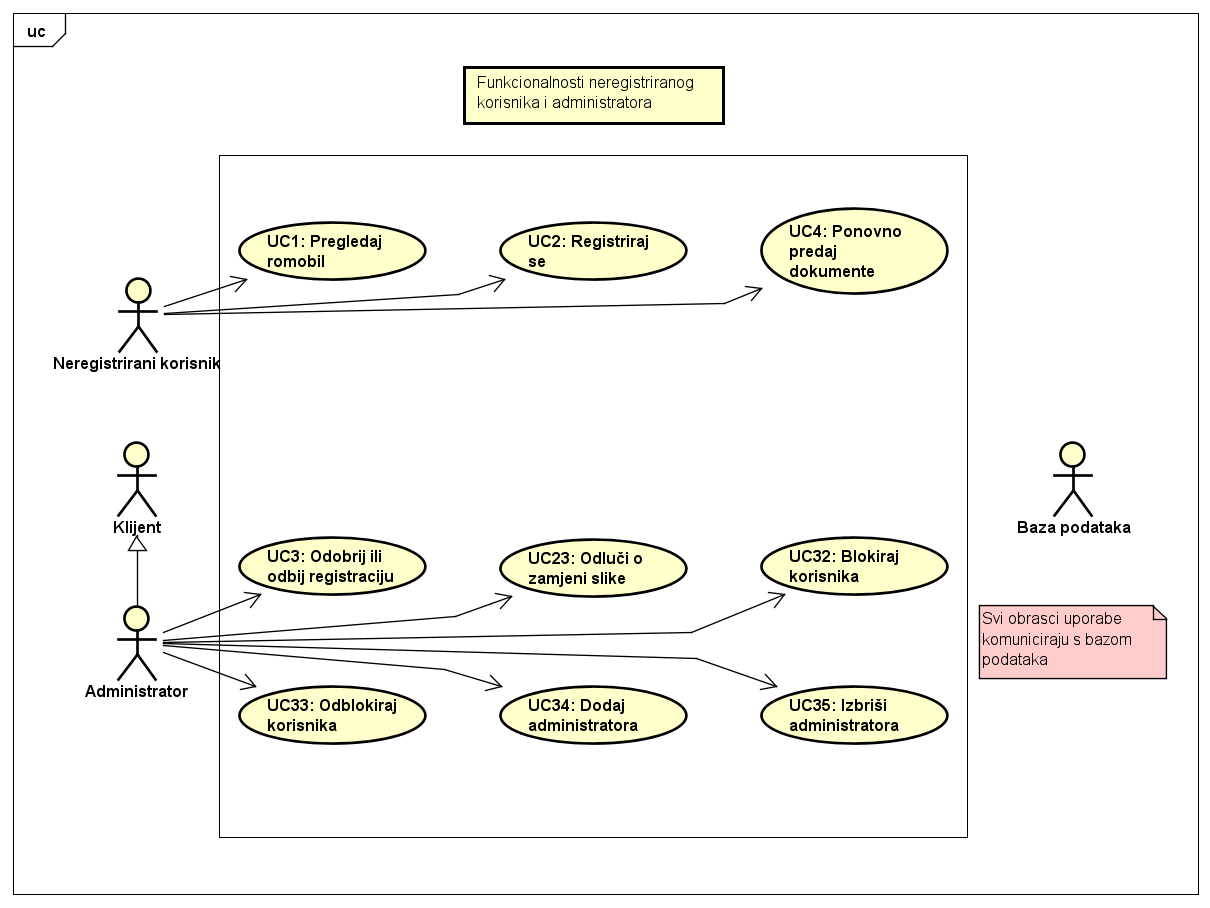 uc
Funkcionalnosti neregistriranog
korisnika i administratora
UC1: Pregledaj
romobil
UC2: Registriraj
se
UC4: Ponovno
predaj
dokumente
Neregistrirani korisnik
Klijent
Baza podataka
UC3: Odobrij ili
odbij registraciju
UC23: Odluči o
zamjeni slike
UC32: Blokiraj
korisnika
Svi obrasci uporabe
komuniciraju s bazom
podataka
Administrator
UC33: Odblokiraj
korisnika
UC34: Dodaj
administratora
UC35: Izbriši
administratora